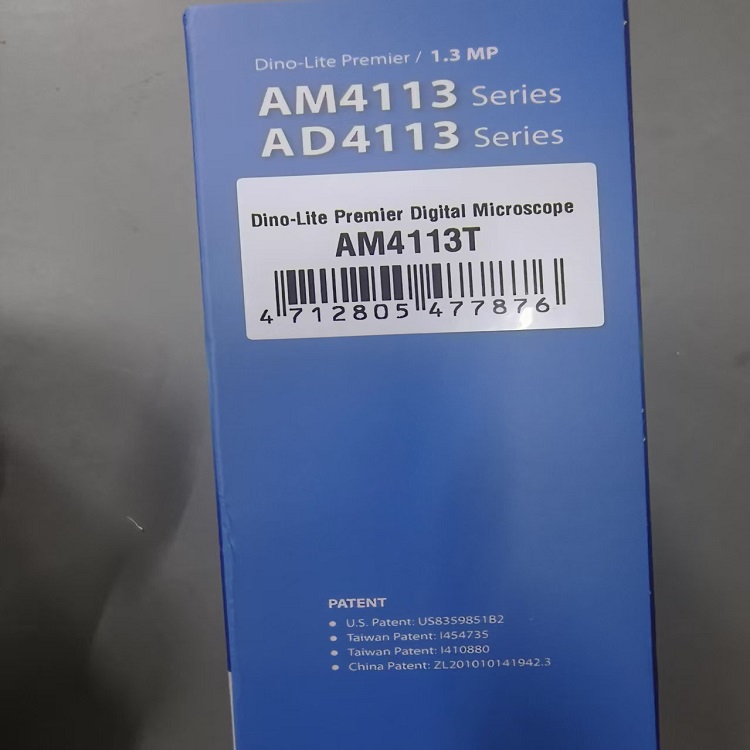 Dino-Lite Premier / 1.3 MP
AM4113 Series
AD4113 Series
Dino-Lite Premier Digital Microscope
AM4113T
4 712805 477876
PATENT
• U.S. Patent: US8359851B2
• Taiwan Patent: I454735
• Taiwan Patent: I410880
• China Patent: ZL201010141942.3